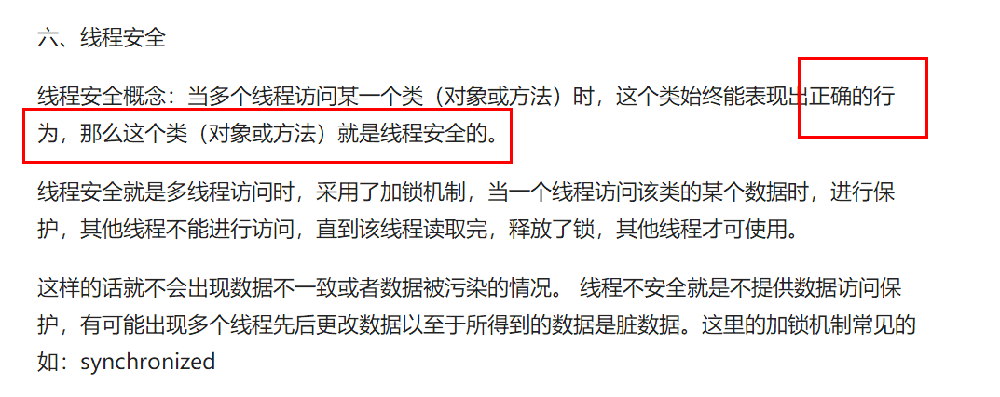 六、线程安全
线程安全概念：当多个线程访问某一个类（对象或方法）时，这个类始终能表现出正确的行
为，那么这个类（对象或方法）就是线程安全的。
线程安全就是多线程访问时，采用了加锁机制，当一个线程访问该类的某个数据时，进行保
护，其他线程不能进行访问，直到该线程读取完，释放了锁，其他线程才可使用。
这样的话就不会出现数据不一致或者数据被污染的情况。 线程不安全就是不提供数据访问保
护，有可能出现多个线程先后更改数据以至于所得到的数据是脏数据。这里的加锁机制常见的
如：synchronized